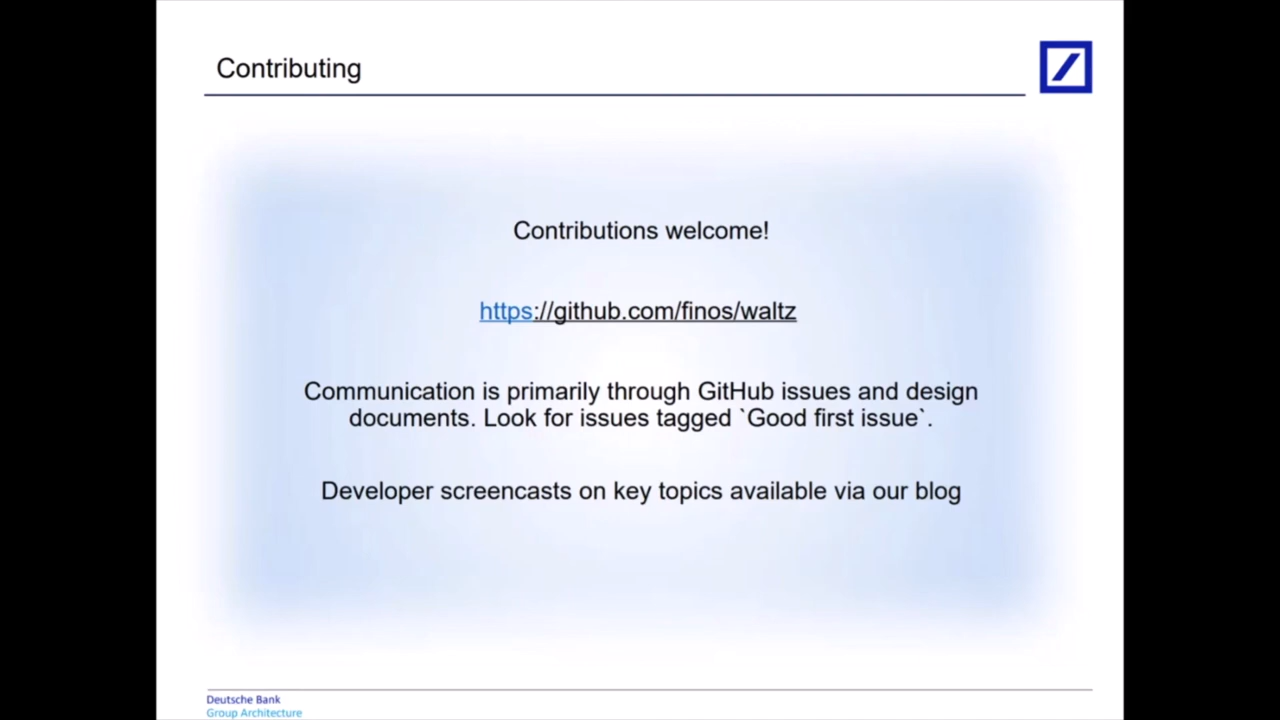 Contributing
Contributions welcome!
https://github.com/finos/waltz
Communication is primarily through GitHub issues and design
documents. Look for issues tagged `Good first issue`.
Developer screencasts on key topics available via our blog
Deutsche Bank
Group Architecture